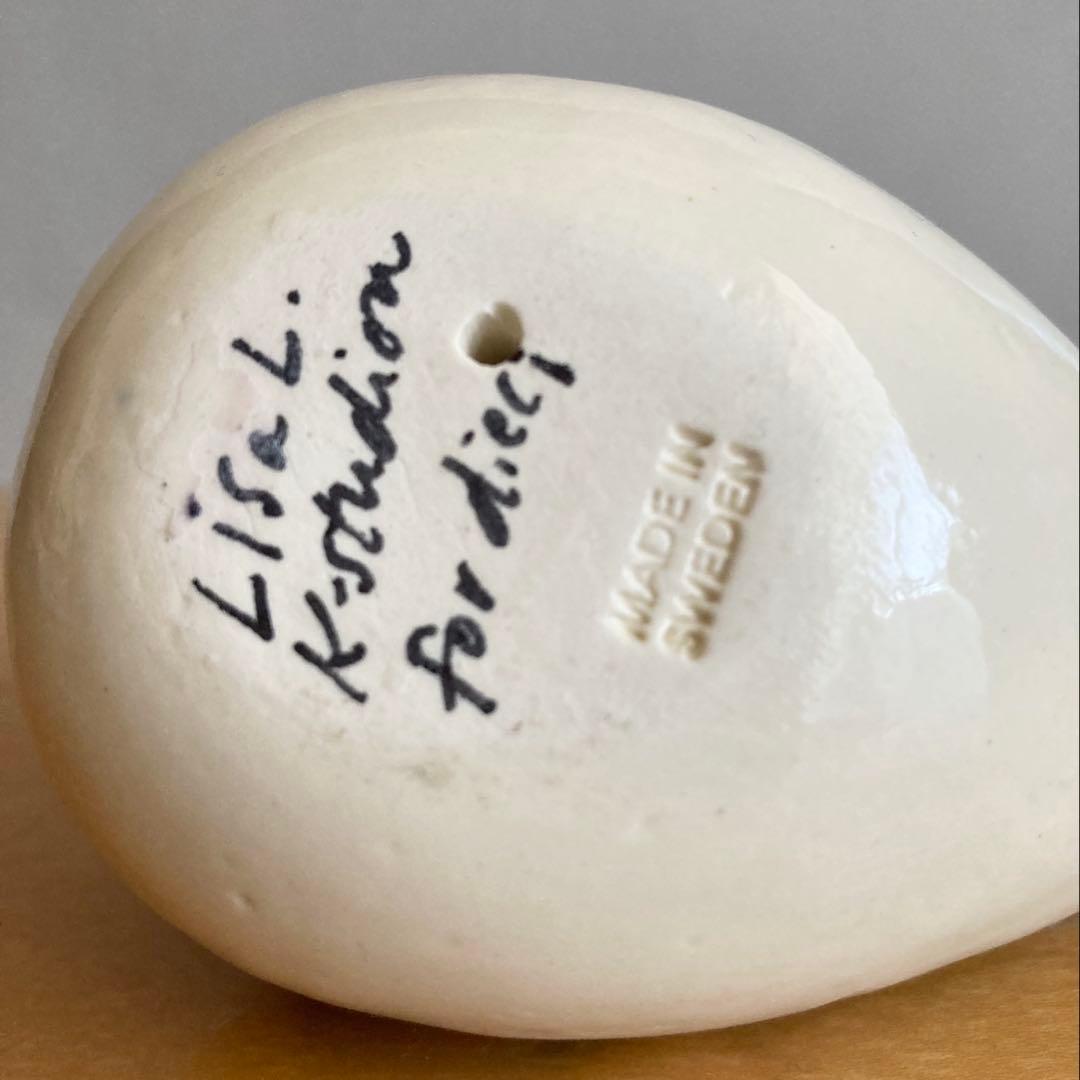 Lisa L.
K-studion
for dieci
MADE IN
SWEDEN